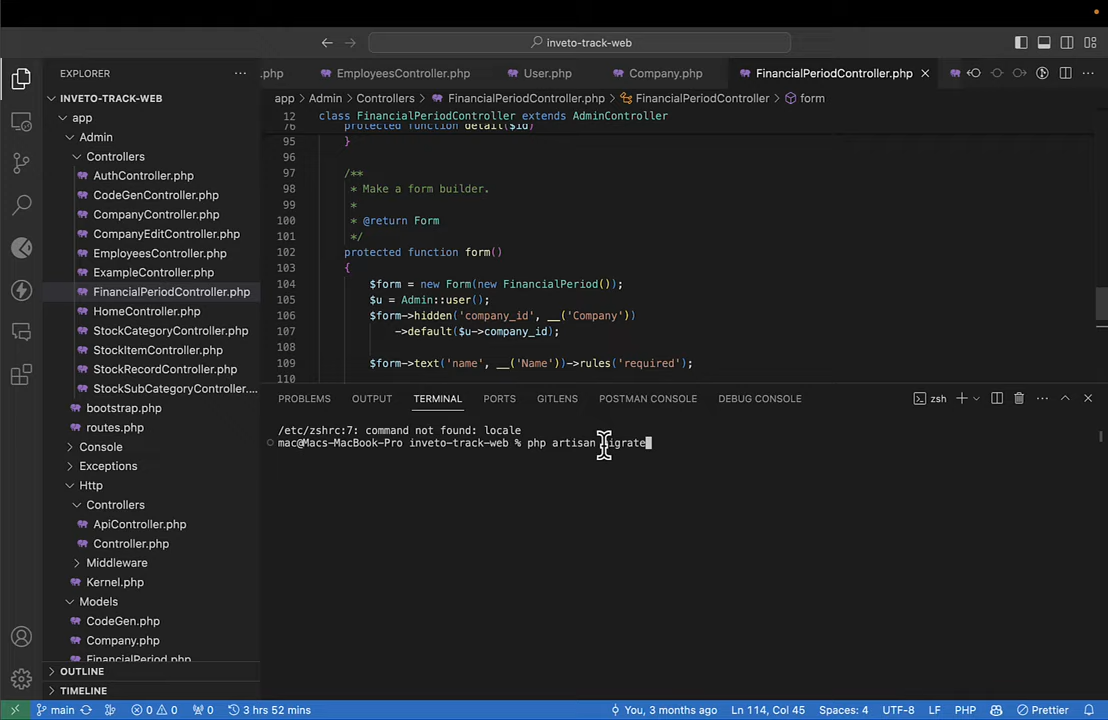 inveto-track-web
EXPLORER
.php
EmployeesController.php
User.php
Company.php
FinancialPeriodController.php
INVETO-TRACK-WEB
app
Admin
Controllers
AuthController.php
CodeGenController.php
CompanyController.php
CompanyEditController.php
EmployeesController.php
ExampleController.php
FinancialPeriodController.php
HomeController.php
StockCategoryController.php
StockItemController.php
StockRecordController.php
StockSubCategoryController....
bootstrap.php
routes.php
Console
Exceptions
Http
Controllers
ApiController.php
Controller.php
Middleware
Kernel.php
Models
CodeGen.php
Company.php
FinancialPeriod.php
OUTLINE
TIMELINE
app > Admin > Controllers > FinancialPeriodController.php > FinancialPeriodController > form
12 class FinancialPeriodController extends AdminController
76 protected function detail($id)
95 }
96
97 /**
98 * Make a form builder.
99 *
100 * @return Form
101 */
102 protected function form()
103 {
104 $form = new Form(new FinancialPeriod());
105 $u = Admin::user();
106 $form->hidden('company_id', __('Company'))
107 ->default($u->company_id);
108
109 $form->text('name', __('Name'))->rules('required');
110
PROBLEMS OUTPUT TERMINAL PORTS GITLENS POSTMAN CONSOLE DEBUG CONSOLE
zsh
/etc/zshrc:7: command not found: locale
mac@Macs-MacBook-Pro inveto-track-web % php artisan migrate
main 0 0 0 3 hrs 52 mins
You, 3 months ago Ln 114, Col 45 Spaces: 4 UTF-8 LF PHP Prettier